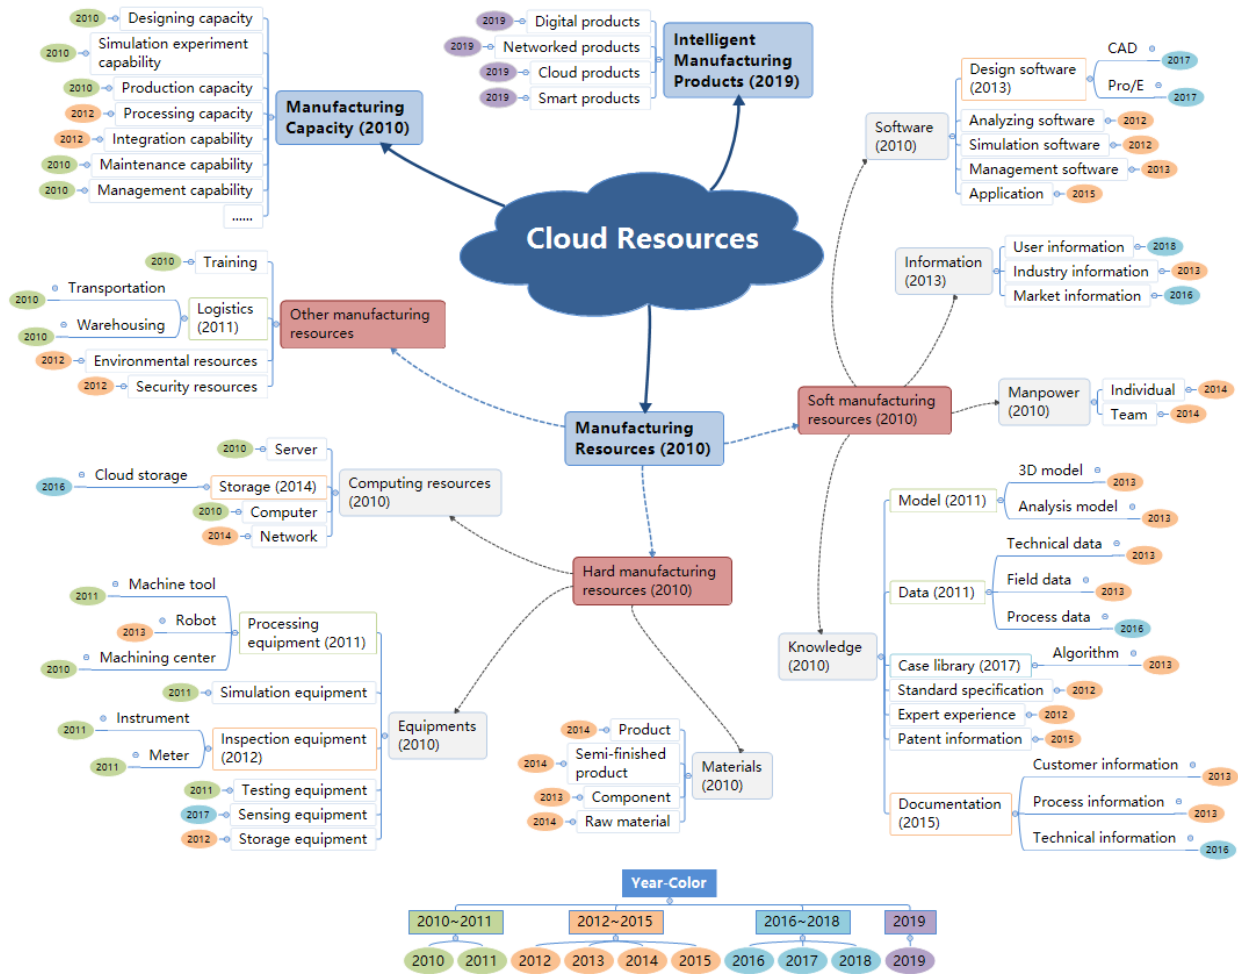 2010 Designing capacity
2010 Simulation experiment
capability
2010 Production capacity
2012 Processing capacity
2012 Integration capability
2010 Maintenance capability
2010 Management capability
......
Manufacturing
Capacity (2010)
2019 Digital products
2019 Networked products
2019 Cloud products
2019 Smart products
Intelligent
Manufacturing
Products (2019)
Cloud Resources
Software
(2010)
Design software
(2013)
CAD
2017
Pro/E
2017
Analyzing software 2012
Simulation software 2012
Management software 2013
Application 2015
Information
(2013)
User information 2018
Industry information 2013
Market information 2016
2010 Training
Transportation
2010
Warehousing
2010
Logistics
(2011)
2012 Environmental resources
2012 Security resources
Other manufacturing
resources
Manufacturing
Resources (2010)
Soft manufacturing
resources (2010)
Manpower
(2010)
Individual 2014
Team 2014
2010 Server
Cloud storage
2016
Storage (2014)
2010 Computer
2014 Network
Computing resources
(2010)
Hard manufacturing
resources (2010)
Knowledge
(2010)
Model (2011)
3D model
2013
Analysis model
2013
Data (2011)
Technical data
2013
Field data
2013
Process data
2016
Case library (2017)
Algorithm
2013
Standard specification 2012
Expert experience 2012
Patent information 2015
Documentation
(2015)
Customer information
2013
Process information
2013
Technical information
2016
Machine tool
2011
Robot
2013
Machining center
2010
Processing
equipment (2011)
2011 Simulation equipment
Instrument
2011
Meter
2011
Inspection equipment
(2012)
2011 Testing equipment
2017 Sensing equipment
2012 Storage equipment
Equipments
(2010)
2014 Product
2014 Semi-finished
product
2013 Component
2014 Raw material
Materials
(2010)
Year-Color
2010~2011 2012~2015 2016~2018 2019
2010 2011 2012 2013 2014 2015 2016 2017 2018 2019